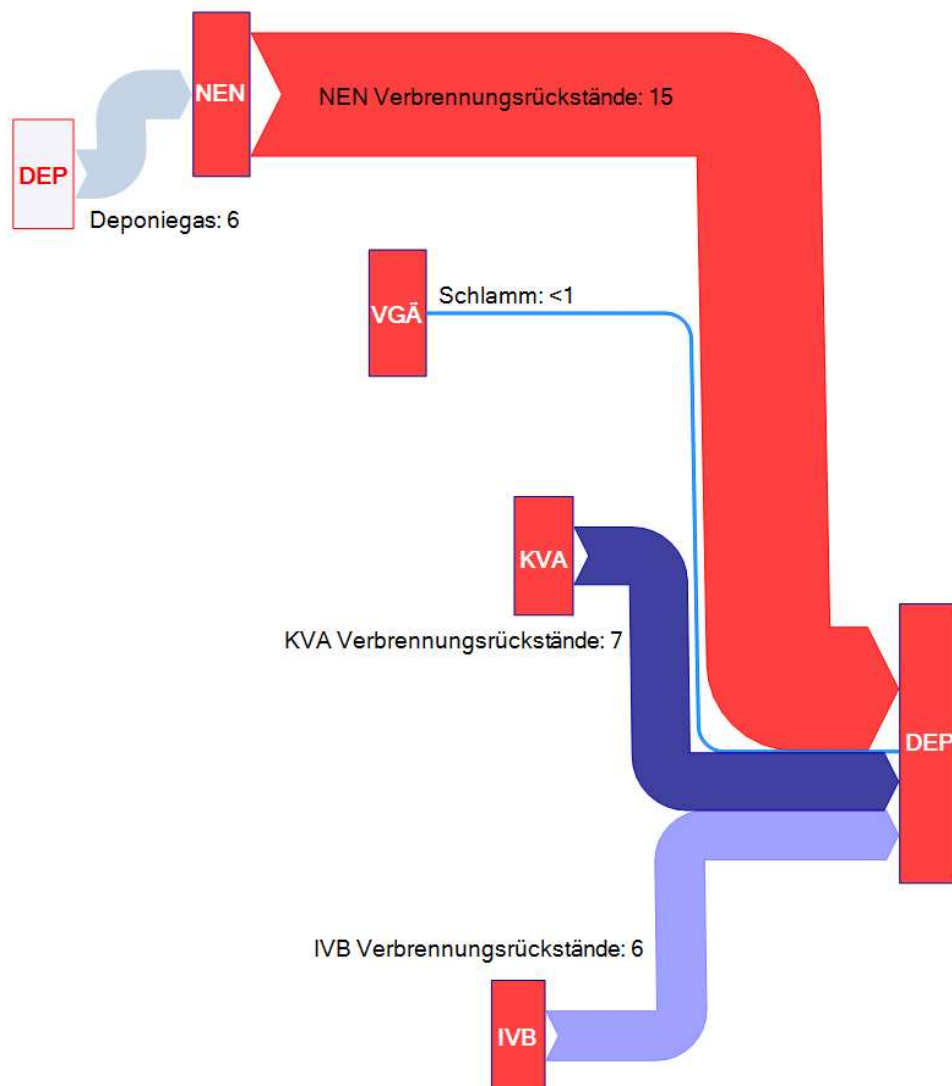 NEN
NEN Verbrennungsrückstände: 15
DEP
Deponiegas: 6
VGÄ
Schlamm: <1
KVA
KVA Verbrennungsrückstände: 7
DEP
IVB Verbrennungsrückstände: 6
IVB